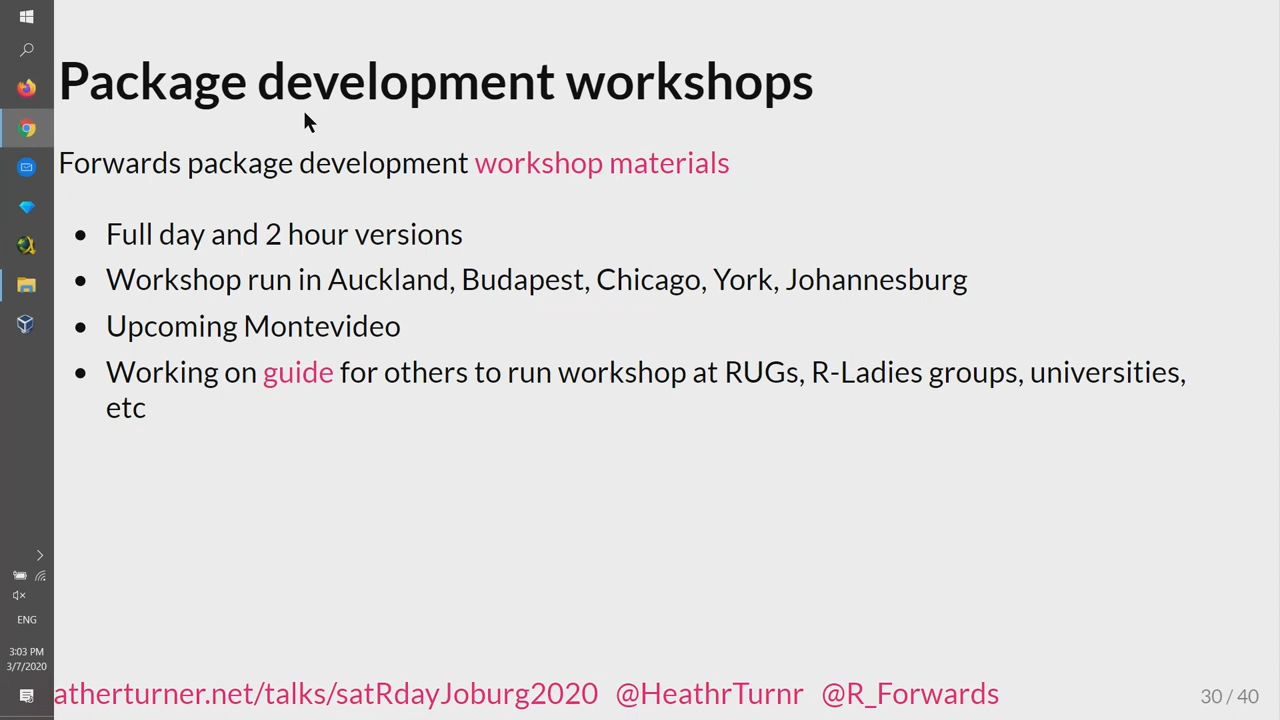 Package development workshops
Forwards package development workshop materials
Full day and 2 hour versions
Workshop run in Auckland, Budapest, Chicago, York, Johannesburg
Upcoming Montevideo
Working on guide for others to run workshop at RUGs, R-Ladies groups, universities,
etc
ENG
3:03 PM
3/7/2020
atherturner.net/talks/satRdayJoburg2020 @HeathrTurnr @R_Forwards
30 / 40